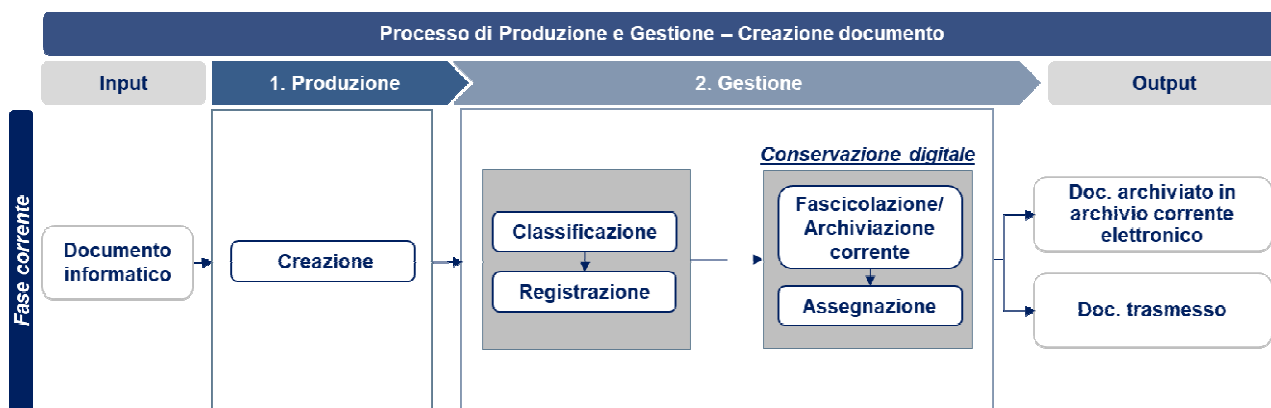 Processo di Produzione e Gestione – Creazione documento
Input
1. Produzione
2. Gestione
Output
Fase corrente
Documento
informatico
Creazione
Classificazione
Registrazione
Conservazione digitale
Fascicolazione/
Archiviazione
corrente
Assegnazione
Doc. archiviato in
archivio corrente
elettronico
Doc. trasmesso